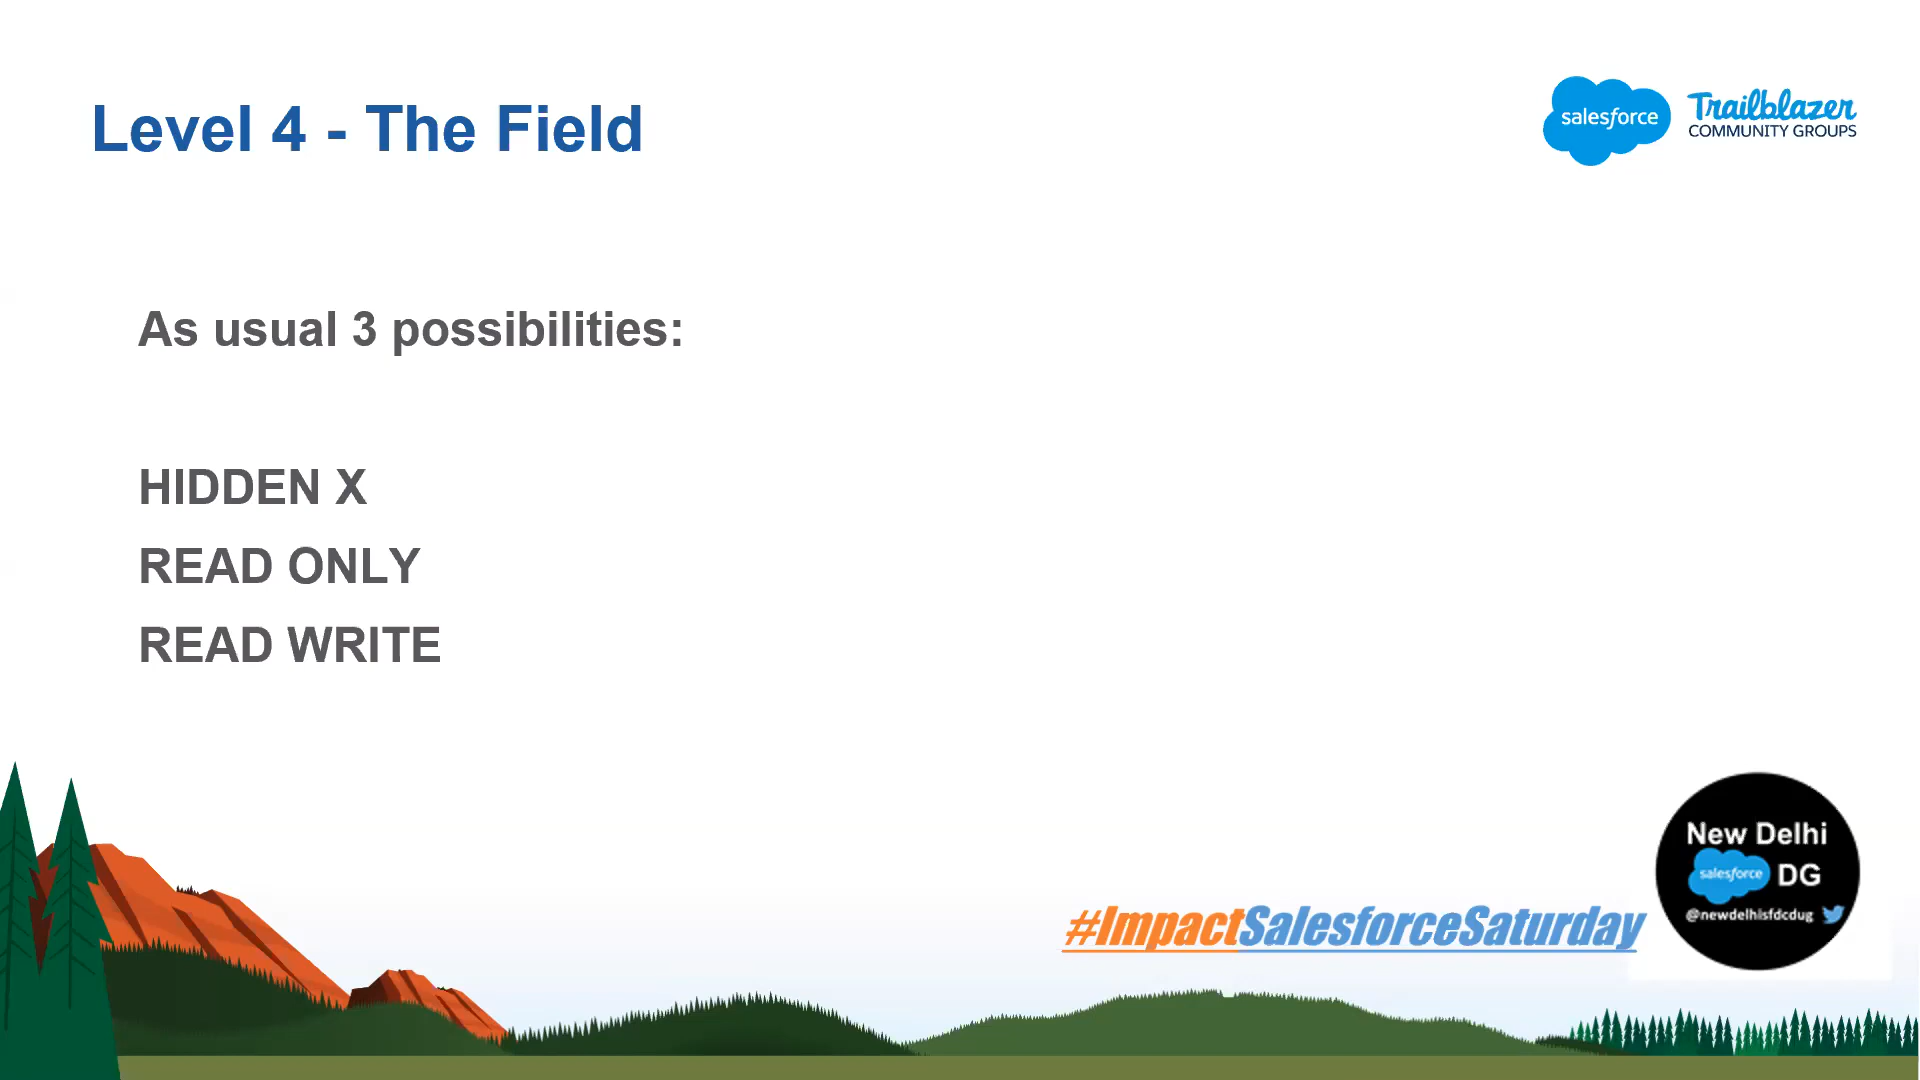 Level 4 - The Field
salesforce
Trailblazer
COMMUNITY GROUPS
As usual 3 possibilities:
HIDDEN X
READ ONLY
READ WRITE
#ImpactSalesforceSaturday
New Delhi
salesforce DG
@newdelhisfdcdug